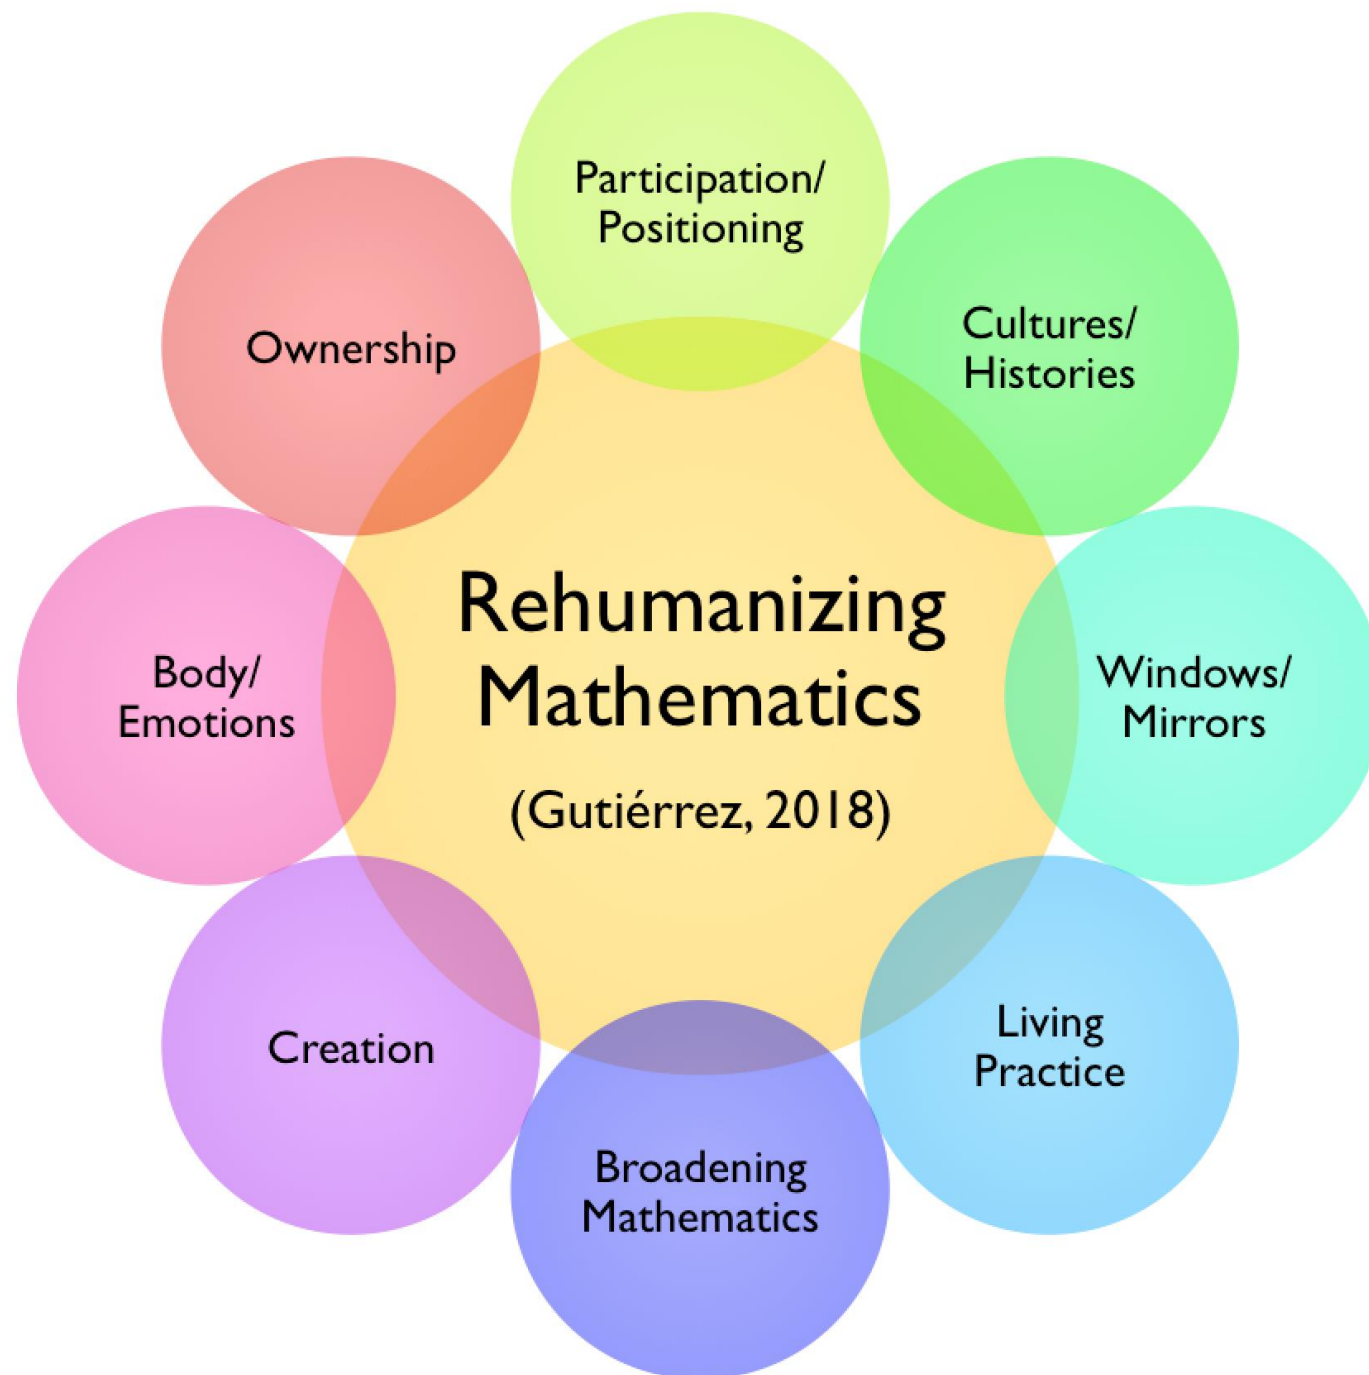 Participation/
Positioning
Cultures/
Histories
Windows/
Mirrors
Living
Practice
Broadening
Mathematics
Creation
Body/
Emotions
Ownership
Rehumanizing
Mathematics
(Gutiérrez, 2018)